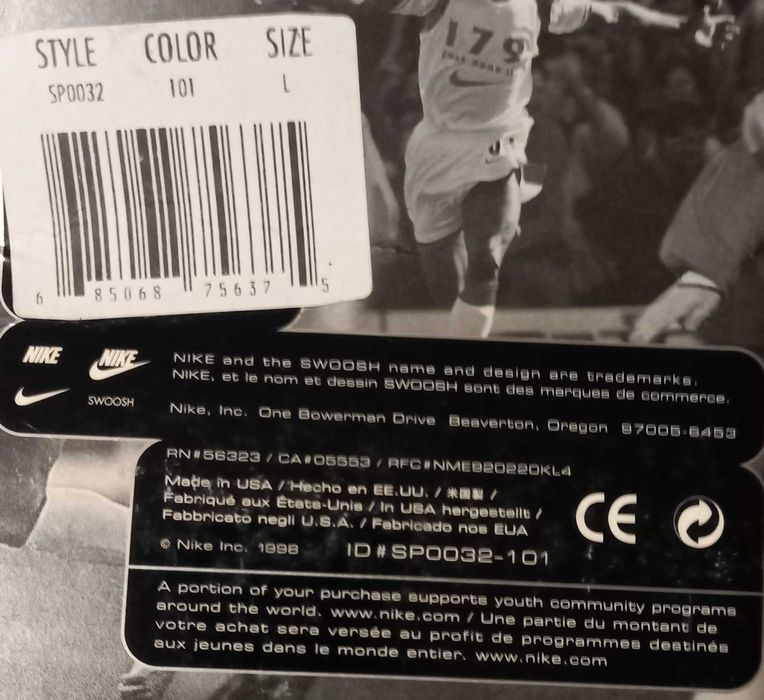 STYLE COLOR SIZE
SP0032 101 L
6 85068 75637 5
179
just done it
NIKE NIKE
SWOOSH
NIKE and the SWOOSH name and design are trademarks.
NIKE, et le nom et dessin SWOOSH sont des marques de commerce.
Nike, Inc. One Bowerman Drive Beaverton, Oregon 97005-6453
RN#56323 / CA#05553 / RFC#NME920220KL4
Made in USA / Hecho en EE.UU. / 米国製 /
Fabriqué aux États-Unis / In USA hergestellt /
Fabbricato negli U.S.A. / Fabricado nos EUA
CE
© Nike Inc. 1998 ID#SP0032-101
A portion of your purchase supports youth community programs
around the world. www.nike.com / Une partie du montant de
votre achat sera versée au profit de programmes destinés
aux jeunes dans le monde entier. www.nike.com